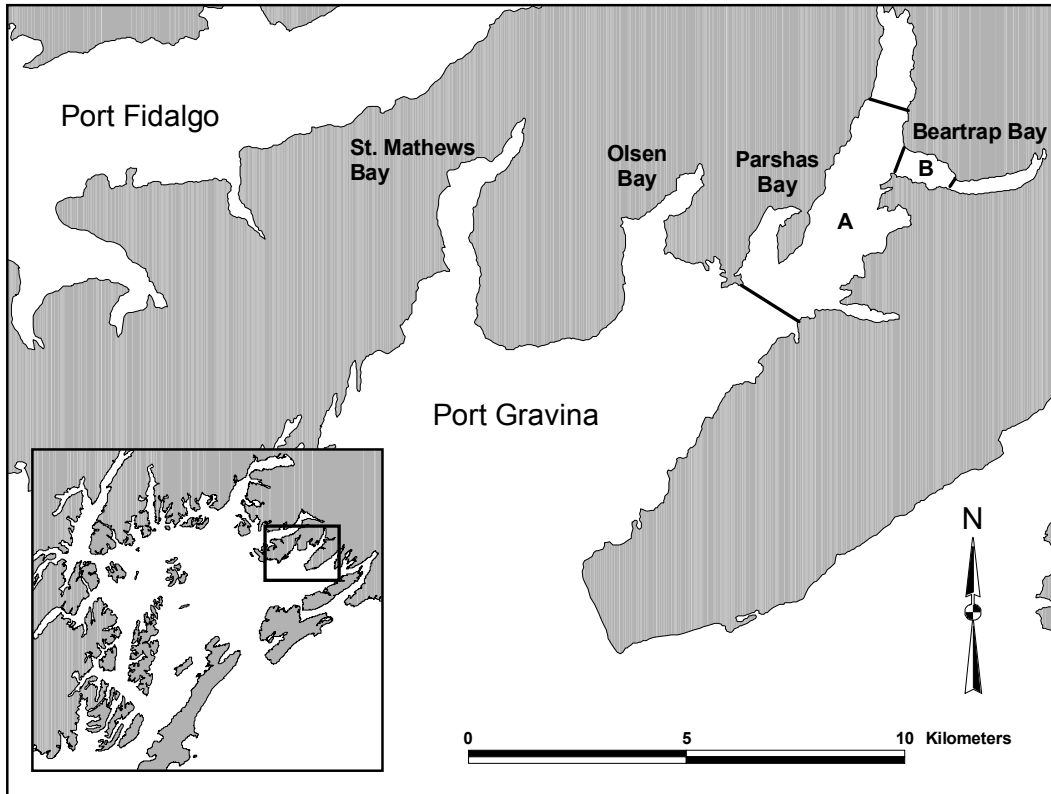 Port Fidalgo
St. Mathews
Bay
Olsen
Bay
Parshas
Bay
Beartrap Bay
B
A
Port Gravina
N
0
5
10 Kilometers